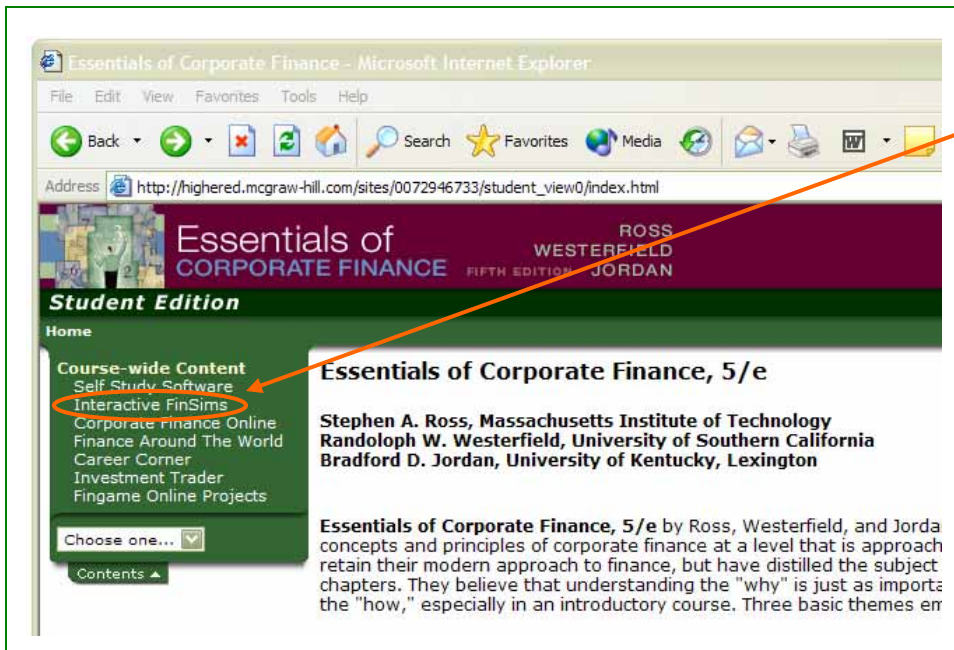 Essentials of Corporate Finance - Microsoft Internet Explorer
File Edit View Favorites Tools Help
Back Search Favorites Media
Address http://highered.mcgraw-hill.com/sites/0072946733/student_view0/index.html
Essentials of
CORPORATE FINANCE FIFTH EDITION
ROSS
WESTERFIELD
JORDAN
Student Edition
Home
Course-wide Content
Self Study Software
Interactive FinSims
Corporate Finance Online
Finance Around The World
Career Corner
Investment Trader
Fingame Online Projects
Choose one...
Contents
Essentials of Corporate Finance, 5/e
Stephen A. Ross, Massachusetts Institute of Technology
Randoloph W. Westerfield, University of Southern California
Bradford D. Jordan, University of Kentucky, Lexington
Essentials of Corporate Finance, 5/e by Ross, Westerfield, and Jorda
concepts and principles of corporate finance at a level that is approach
retain their modern approach to finance, but have distilled the subject
chapters. They believe that understanding the "why" is just as importa
the "how," especially in an introductory course. Three basic themes em